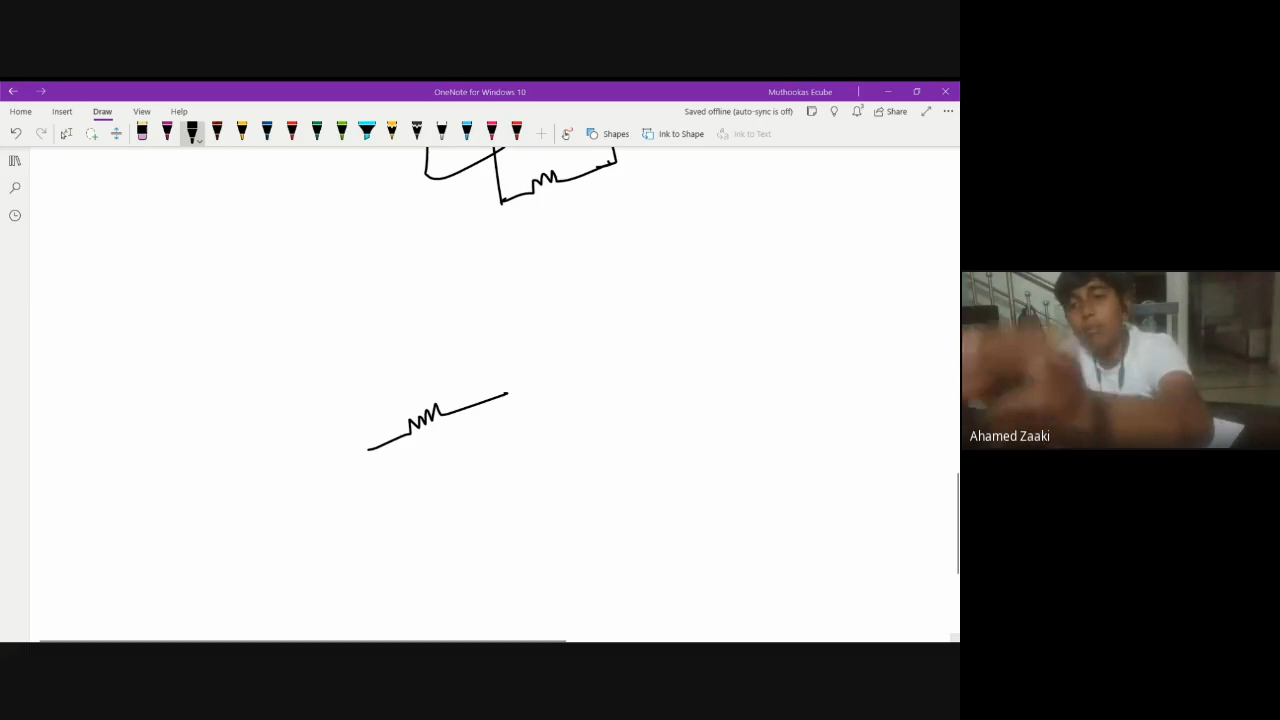 OneNote for Windows 10
Muthookas Ecube
Home Insert Draw View Help
Saved offline (auto-sync is off)
Share
Shapes
Ink to Shape
Ink to Text
Ahamed Zaaki